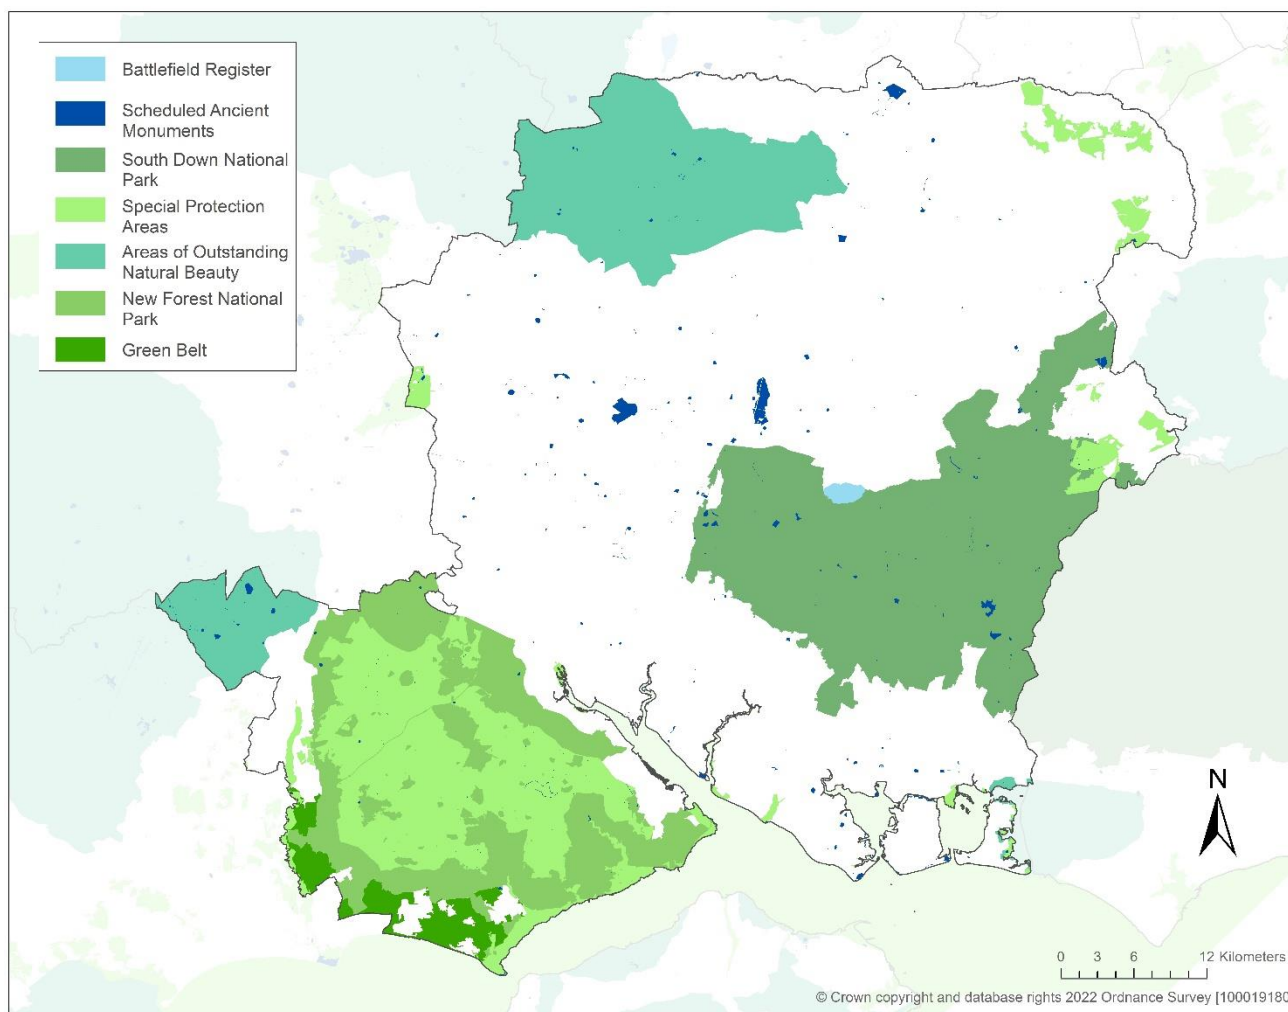 Battlefield Register
Scheduled Ancient
Monuments
South Down National
Park
Special Protection
Areas
Areas of Outstanding
Natural Beauty
New Forest National
Park
Green Belt
N
0 3 6 12 Kilometers
© Crown copyright and database rights 2022 Ordnance Survey [100019180